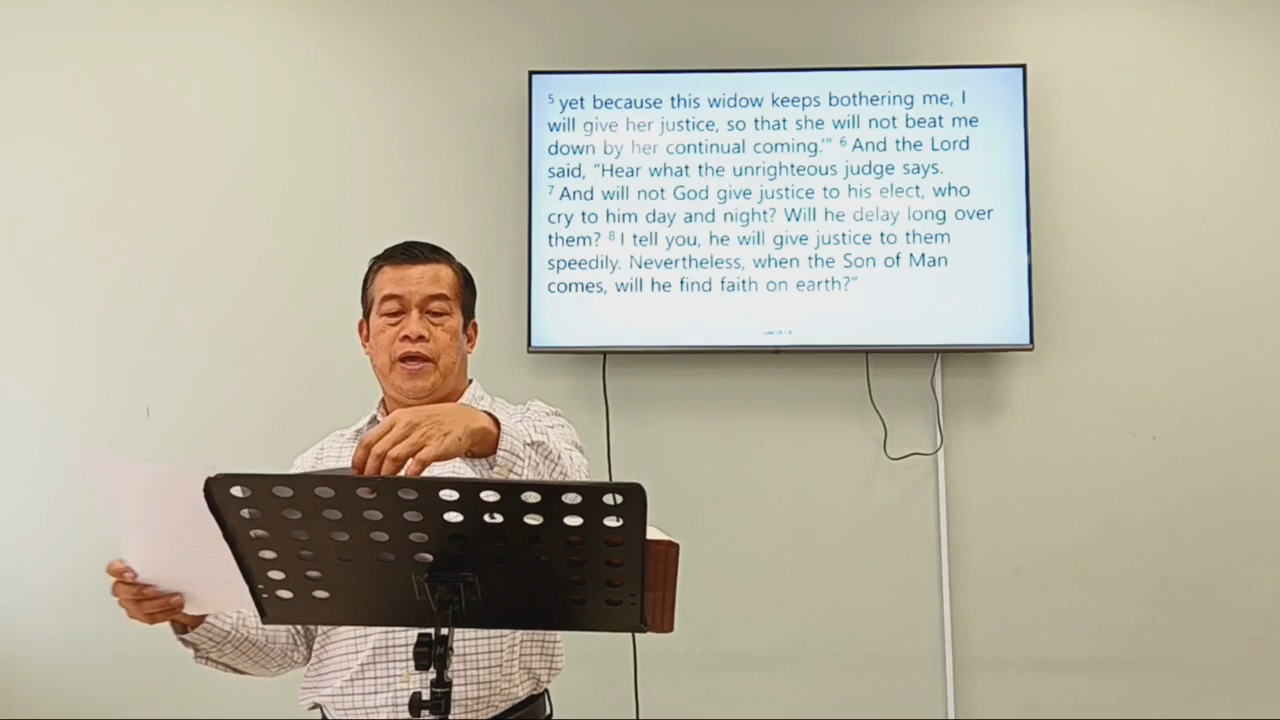 5 yet because this widow keeps bothering me, I
will give her justice, so that she will not beat me
down by her continual coming.'" 6 And the Lord
said, “Hear what the unrighteous judge says.
7 And will not God give justice to his elect, who
cry to him day and night? Will he delay long over
them? 8 I tell you, he will give justice to them
speedily. Nevertheless, when the Son of Man
comes, will he find faith on earth?”